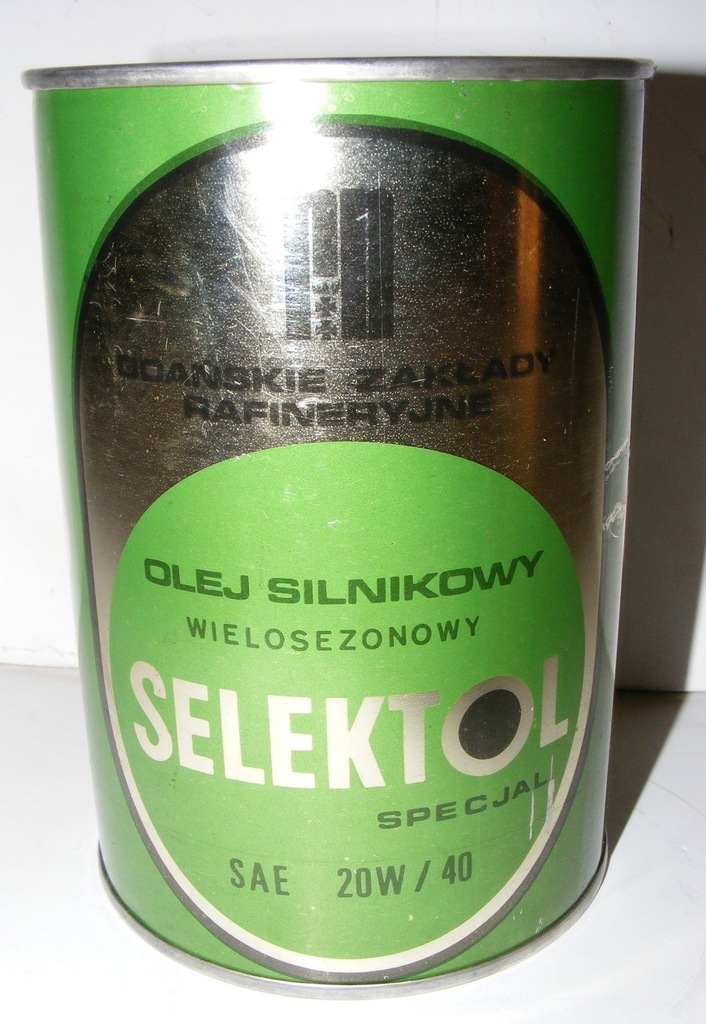 GDAŃSKIE ZAKŁADY
RAFINERYJNE
OLEJ SILNIKOWY
WIELOSEZONOWY
SELEKTOL
SPECJAL
SAE 20W/40